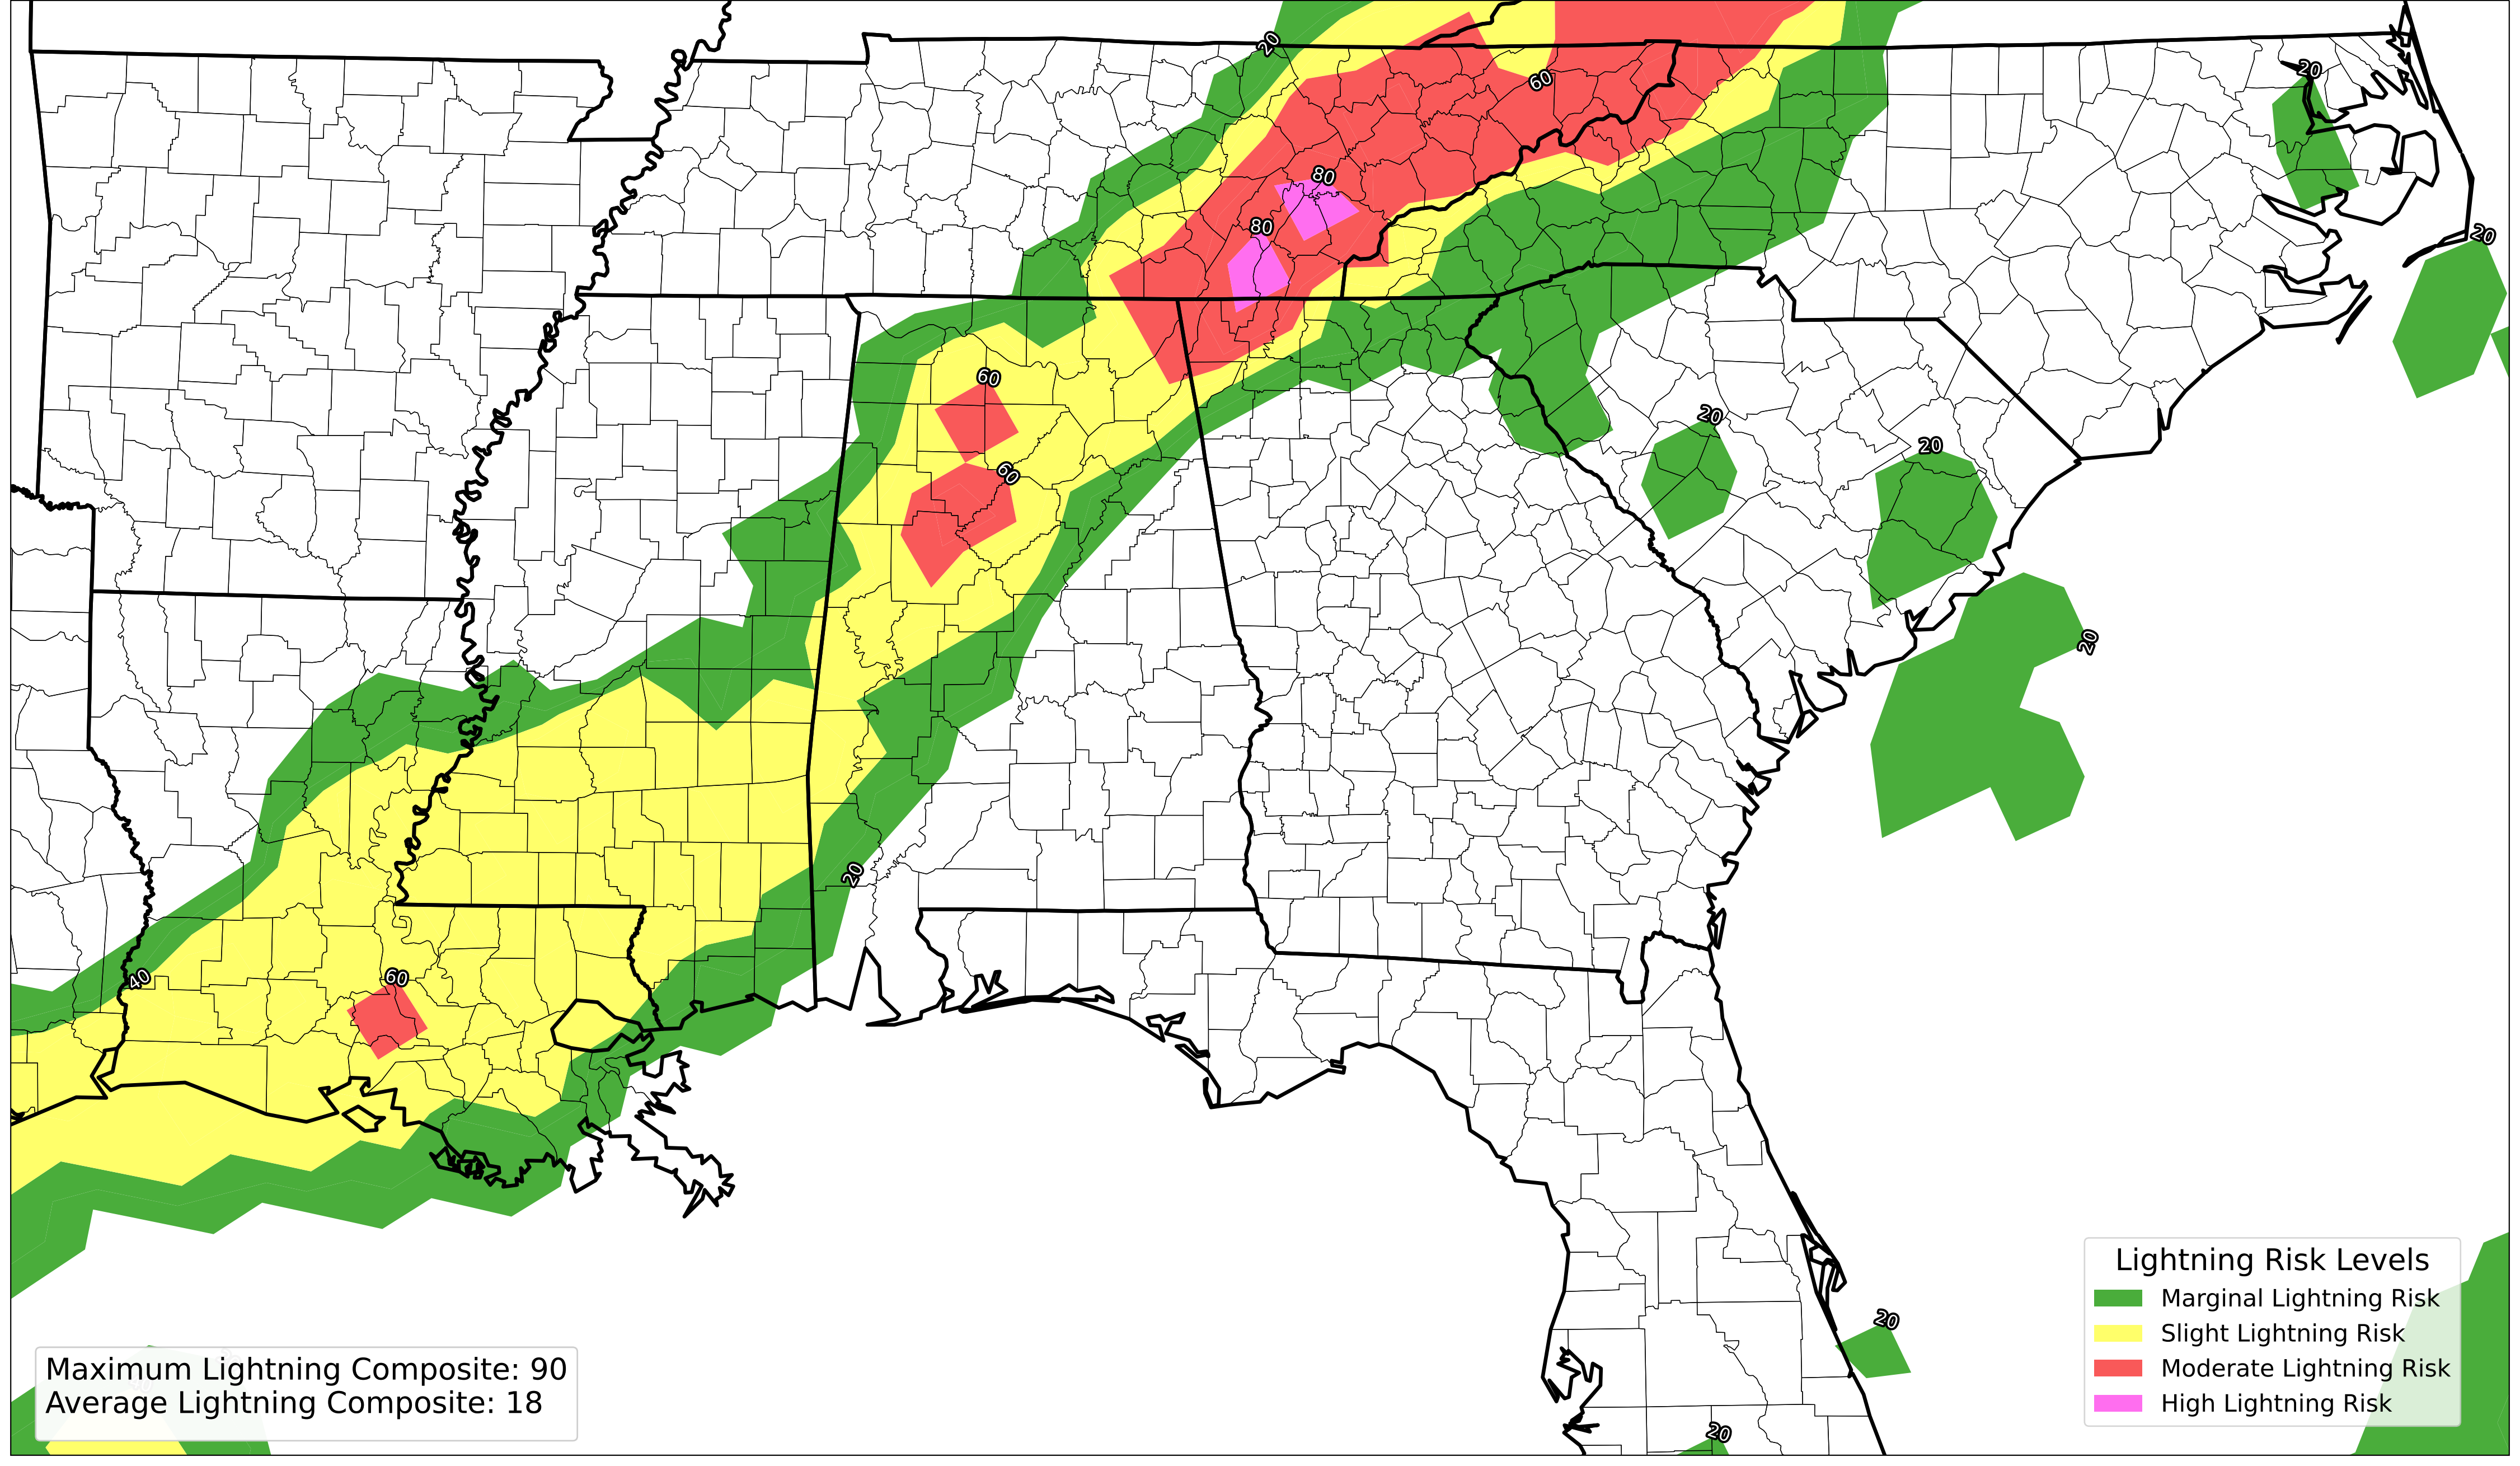 20
20
60
80
80
20
60
20
20
60
20
20
40
60
20
20
Lightning Risk Levels
Marginal Lightning Risk
Slight Lightning Risk
Moderate Lightning Risk
High Lightning Risk
Maximum Lightning Composite: 90
Average Lightning Composite: 18